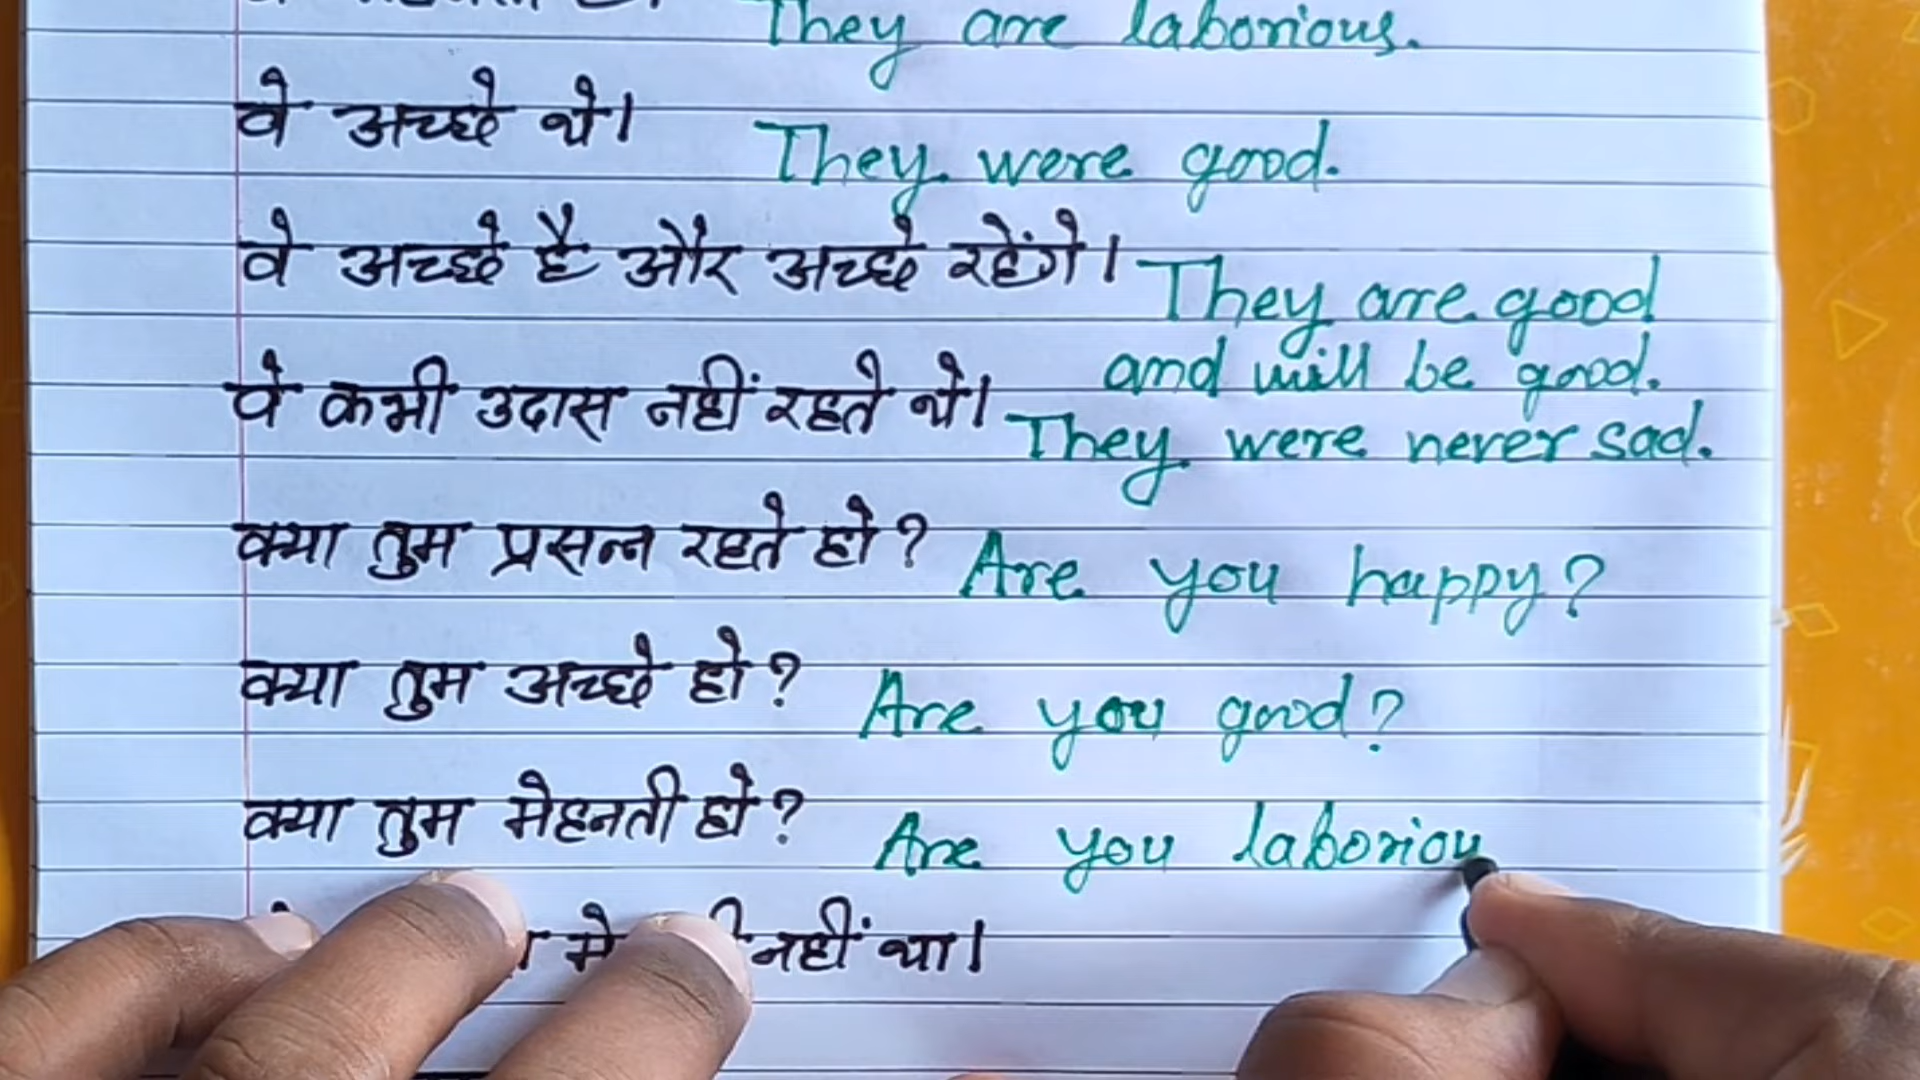 They are laborious.
वे अच्छे थे। They were good.
वे अच्छे है और अच्छे रहेंगे। They are good
and will be good.
वे कभी उदास नहीं रहते थे। They were never sad.
क्या तुम प्रसन्न रहते हो? Are you happy?
क्या तुम अच्छे हो? Are you good?
क्या तुम मेहनती हो? Are you laboriou
नहीं था।